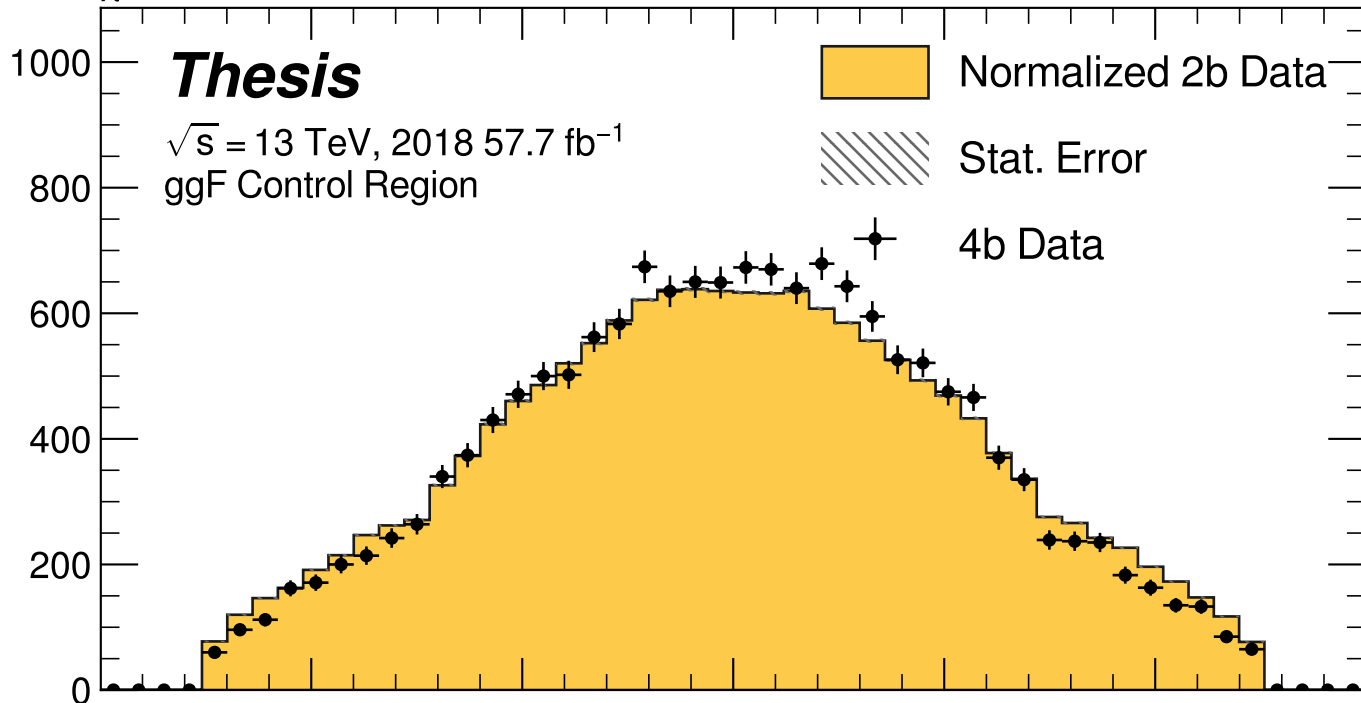 Thesis
√s = 13 TeV, 2018 57.7 fb⁻¹
ggF Control Region
Normalized 2b Data
Stat. Error
4b Data
1000
800
600
400
200
0